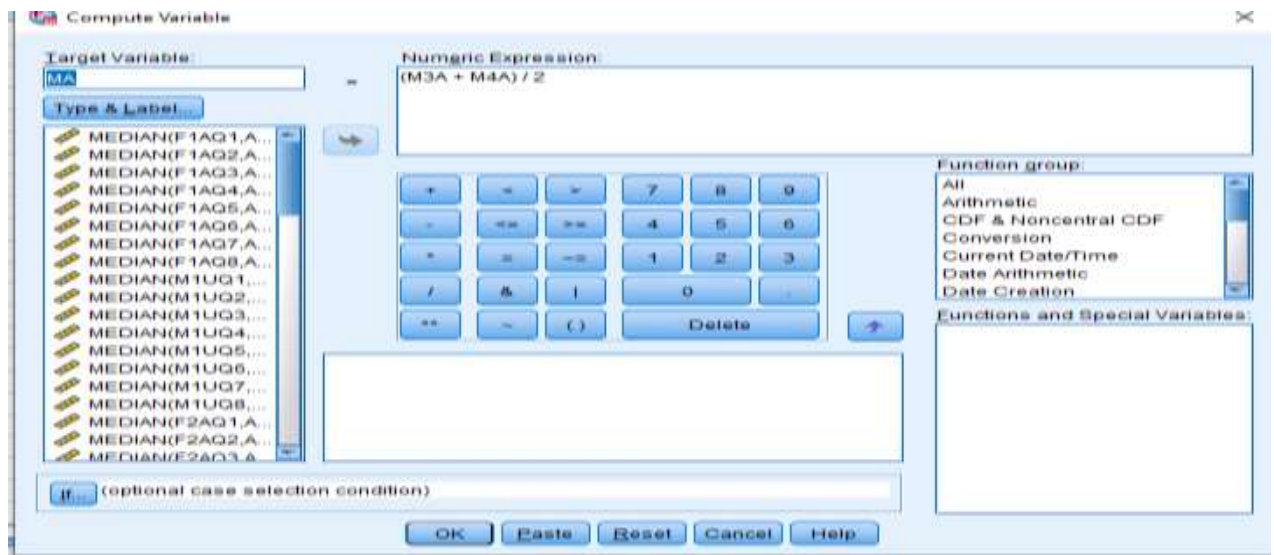 Compute Variable
Target Variable:
MA
=
Numeric Expression:
(M3A + M4A) / 2
Type & Label...
MEDIAN(F1AQ1,A...
MEDIAN(F1AQ2,A...
MEDIAN(F1AQ3,A...
MEDIAN(F1AQ4,A...
MEDIAN(F1AQ5,A...
MEDIAN(F1AQ6,A...
MEDIAN(F1AQ7,A...
MEDIAN(F1AQ8,A...
MEDIAN(M1UQ1,...
MEDIAN(M1UQ2,...
MEDIAN(M1UQ3,...
MEDIAN(M1UQ4,...
MEDIAN(M1UQ5,...
MEDIAN(M1UQ6,...
MEDIAN(M1UQ7,...
MEDIAN(M1UQ8,...
MEDIAN(F2AQ1,A...
MEDIAN(F2AQ2,A...
MEDIAN(F2AQ3,A
+ < > 7 8 9
- <= >= 4 5 6
* = ~= 1 2 3
/ & | 0 .
** ~ ( ) Delete
Function group:
All
Arithmetic
CDF & Noncentral CDF
Conversion
Current Date/Time
Date Arithmetic
Date Creation
Functions and Special Variables:
If... (optional case selection condition)
OK Paste Reset Cancel Help